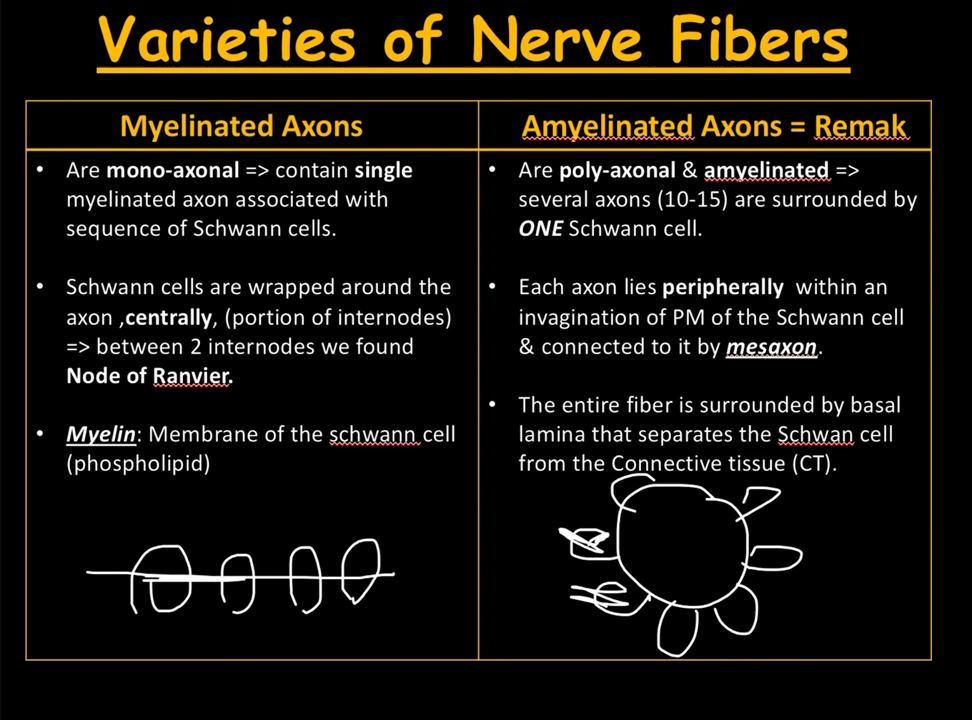 Varieties of Nerve Fibers
Myelinated Axons
• Are mono-axonal => contain single
myelinated axon associated with
sequence of Schwann cells.
• Schwann cells are wrapped around the
axon ,centrally, (portion of internodes)
=> between 2 internodes we found
Node of Ranvier.
• Myelin: Membrane of the schwann cell
(phospholipid)
Amyelinated Axons = Remak
• Are poly-axonal & amyelinated =>
several axons (10-15) are surrounded by
ONE Schwann cell.
• Each axon lies peripherally within an
invagination of PM of the Schwann cell
& connected to it by mesaxon.
• The entire fiber is surrounded by basal
lamina that separates the Schwan cell
from the Connective tissue (CT).